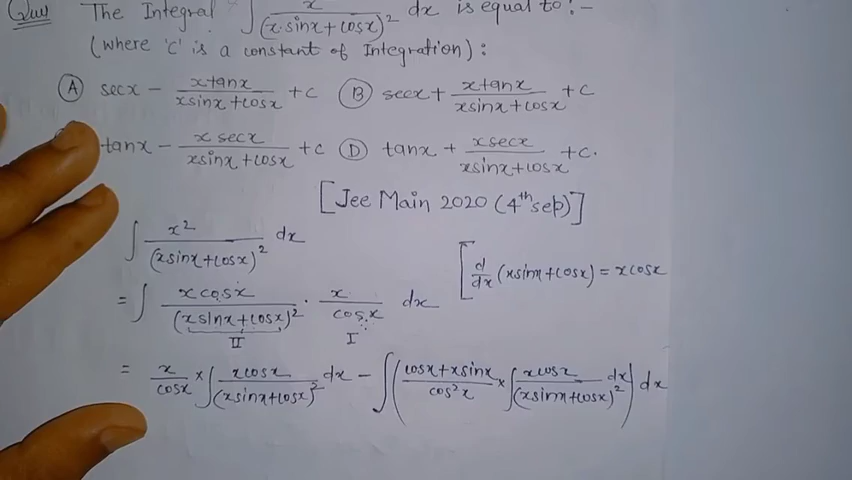 Que The Integral ∫ x/(x sinx + cosx)² dx is equal to :-
(where 'c' is a constant of Integration) :
Ⓐ secx − xtanx/(xsinx + cosx) + c Ⓑ secx + xtanx/(xsinx + cosx) + c
tanx − x secx/(xsinx + cosx) + c Ⓓ tanx + xsecx/(xsinx + cosx) + c.
[Jee Main 2020 (4th sep)]
∫ x²/(xsinx + cosx)² dx [d/dx (xsinx + cosx) = xcosx
= ∫ xcosx/(xsinx + cosx)² · x/cosx dx
II I
= x/cosx × ∫ xcosx/(xsinx + cosx)² dx − ∫ (cosx + xsinx/cos²x × ∫ xcosx/(xsinx + cosx)² dx) dx